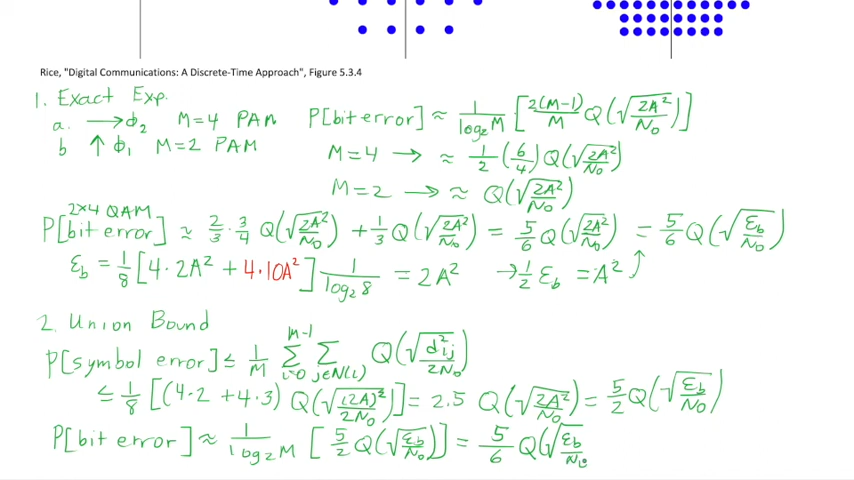 Rice, "Digital Communications: A Discrete-Time Approach", Figure 5.3.4
1. Exact Exp.
a. → ϕ₂ M=4 PAM
b ↑ ϕ₁ M=2 PAM
P[bit error] ≈ 1/log₂M [2(M-1)/M Q(√(2A²/N₀))]
M=4 → ≈ 1/2 (6/4) Q(√(2A²/N₀))
M=2 → ≈ Q(√(2A²/N₀))
2×4 QAM
P[bit error] ≈ 2/3 · 3/4 Q(√(2A²/N₀)) + 1/3 Q(√(2A²/N₀)) = 5/6 Q(√(2A²/N₀)) = 5/6 Q(√(ℰb/N₀))
ℰb = 1/8 [4·2A² + 4·10A²] 1/log₂8 = 2A² → 1/2 ℰb = A²
2. Union Bound
P[symbol error] ≤ 1/M Σ_{i=0}^{M-1} Σ_{j∈N(i)} Q(√(d²ij/2N₀))
≤ 1/8 [(4·2 + 4·3) Q(√((2A)²/2N₀))] = 2.5 Q(√(2A²/N₀)) = 5/2 Q(√(ℰb/N₀))
P[bit error] ≈ 1/log₂M [5/2 Q(√(ℰb/N₀))] = 5/6 Q(√(ℰb/N₀